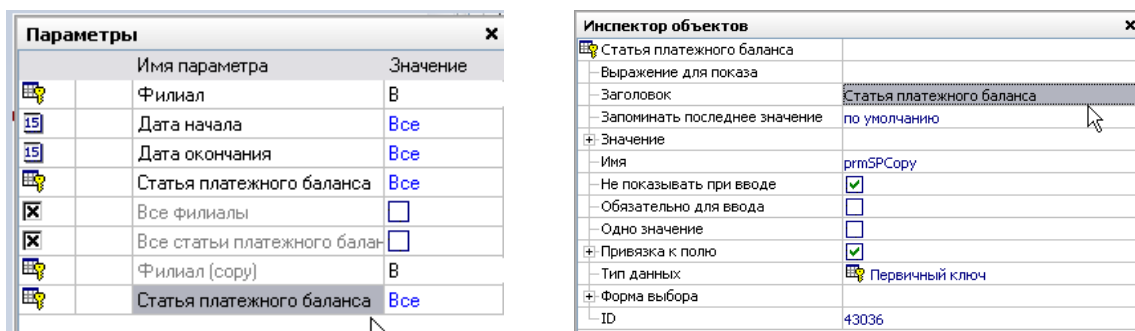 Параметры
Имя параметра Значение
Филиал В
15 Дата начала Все
15 Дата окончания Все
Статья платежного баланса Все
Все филиалы
Все статьи платежного балан
Филиал (copy) В
Статья платежного баланса Все
Инспектор объектов
Статья платежного баланса
Выражение для показа
Заголовок Статья платежного баланса
Запоминать последнее значение по умолчанию
Значение
Имя prmSPCopy
Не показывать при вводе
Обязательно для ввода
Одно значение
Привязка к полю
Тип данных Первичный ключ
Форма выбора
ID 43036